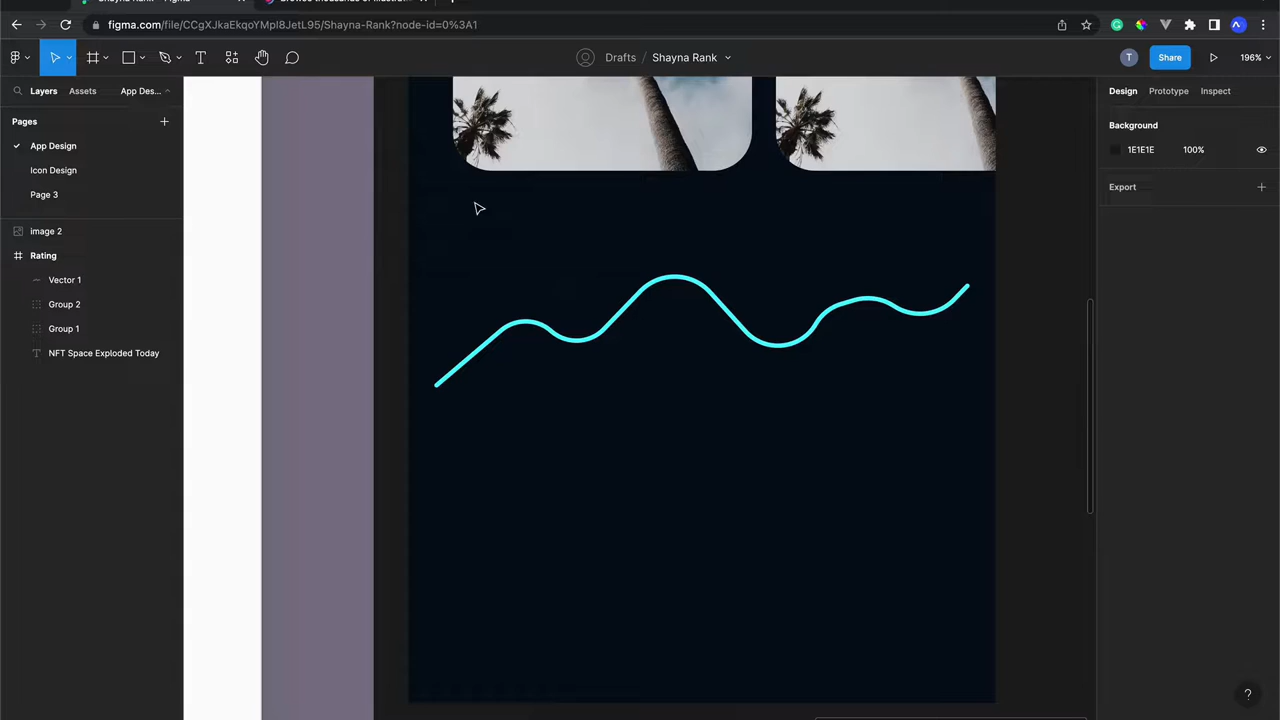 figma.com/file/CCgXJkaEkqoYMpI8JetL95/Shayna-Rank?node-id=0%3A1
Drafts / Shayna Rank
T
Share
196%
Layers
Assets
App Des...
Design
Prototype
Inspect
Pages
Background
App Design
1E1E1E
100%
Icon Design
Export
Page 3
image 2
Rating
Vector 1
Group 2
Group 1
NFT Space Exploded Today
?